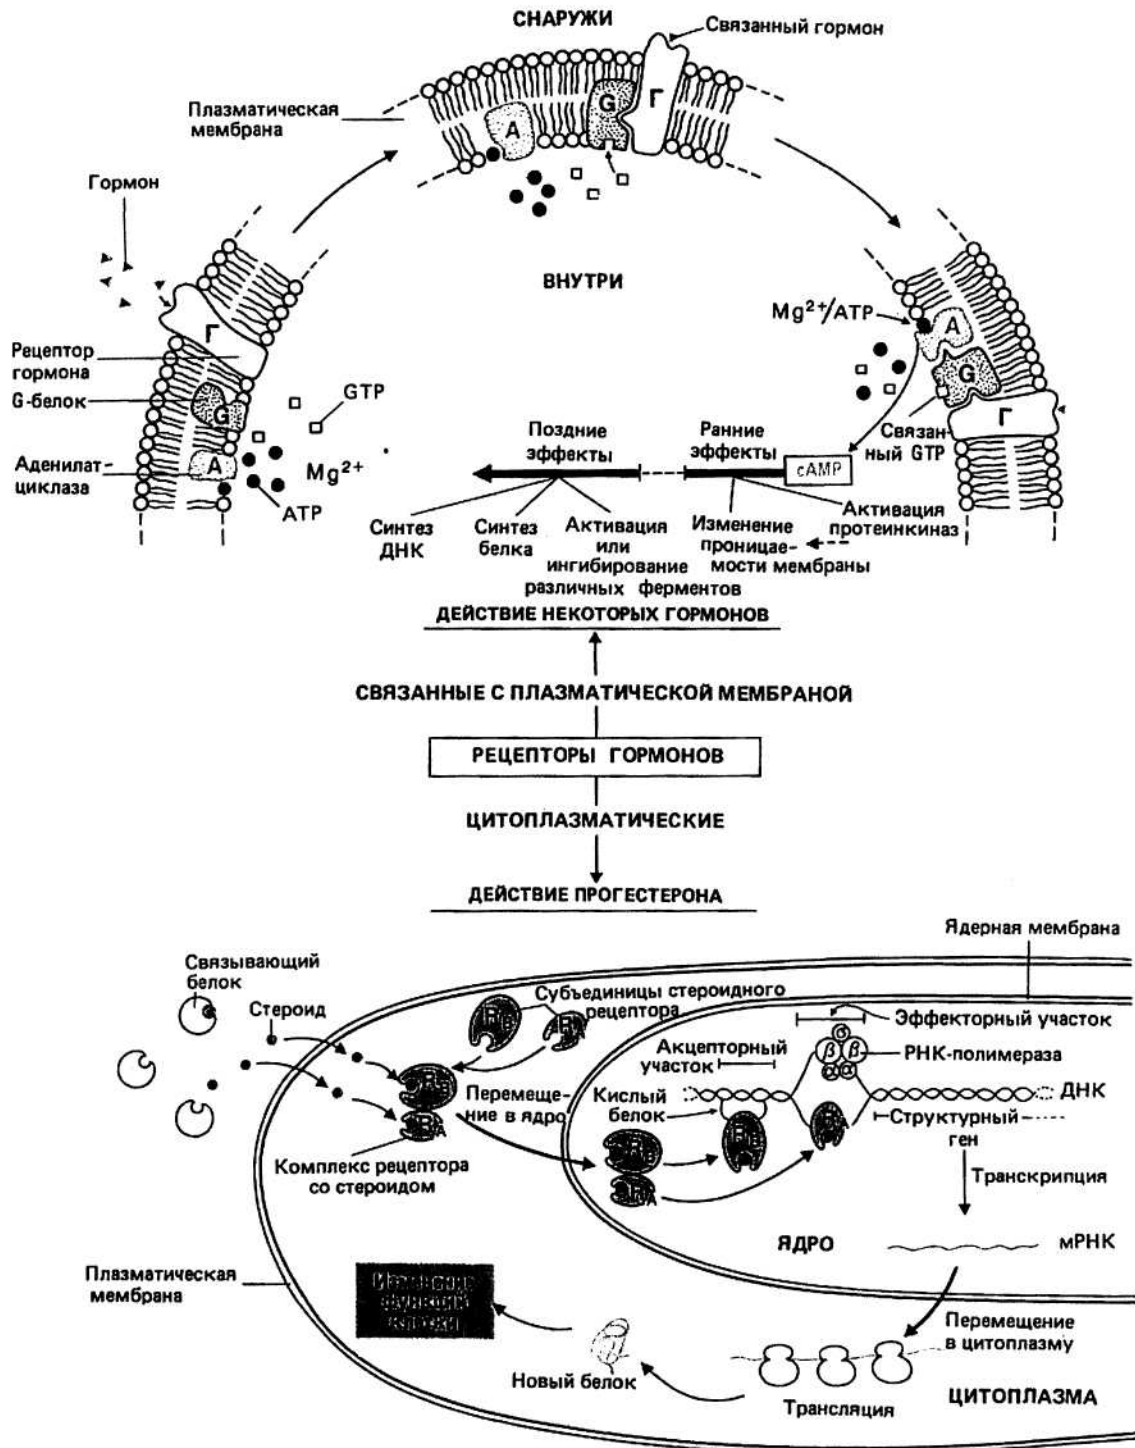 СНАРУЖИ
Связанный гормон
Плазматическая
мембрана
G
Г
A
Гормон
ВНУТРИ
Mg²⁺/ATP
A
G
Г
Г
Рецептор
гормона
G-белок
G
GTP
Аденилат-
циклаза
A
Mg²⁺
ATP
Связан-
ный GTP
Поздние
эффекты
Ранние
эффекты
cAMP
Синтез
ДНК
Синтез
белка
Активация
или
ингибирование
различных ферментов
Изменение
проницае-
мости мембраны
Активация
протеинкиназ
ДЕЙСТВИЕ НЕКОТОРЫХ ГОРМОНОВ
СВЯЗАННЫЕ С ПЛАЗМАТИЧЕСКОЙ МЕМБРАНОЙ
РЕЦЕПТОРЫ ГОРМОНОВ
ЦИТОПЛАЗМАТИЧЕСКИЕ
ДЕЙСТВИЕ ПРОГЕСТЕРОНА
Ядерная мембрана
Связывающий
белок
Стероид
Субъединицы стероидного
рецептора
Эффекторный участок
Акцепторный
участок
σ
β β
α α
РНК-полимераза
Перемеще-
ние в ядро
Кислый
белок
ДНК
Структурный
ген
Комплекс рецептора
со стероидом
Транскрипция
ЯДРО
мРНК
Плазматическая
мембрана
Изменение
функций
клетки
Перемещение
в цитоплазму
Новый белок
Трансляция
ЦИТОПЛАЗМА